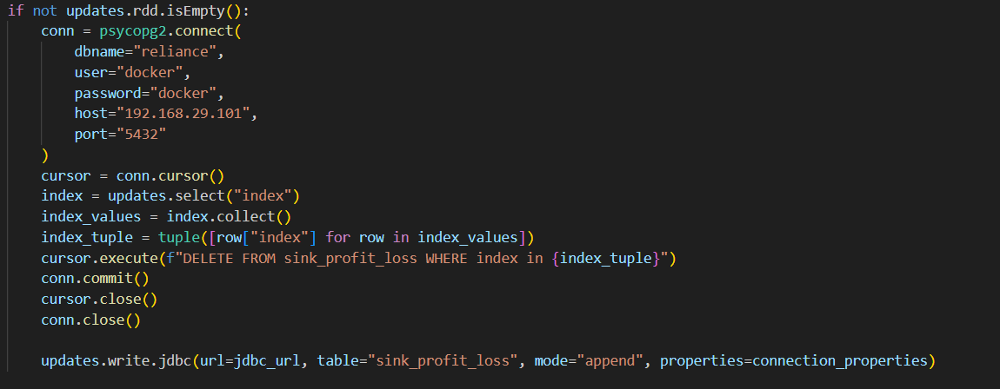 if not updates.rdd.isEmpty():
    conn = psycopg2.connect(
        dbname="reliance",
        user="docker",
        password="docker",
        host="192.168.29.101",
        port="5432"
    )
    cursor = conn.cursor()
    index = updates.select("index")
    index_values = index.collect()
    index_tuple = tuple([row["index"] for row in index_values])
    cursor.execute(f"DELETE FROM sink_profit_loss WHERE index in {index_tuple}")
    conn.commit()
    cursor.close()
    conn.close()

    updates.write.jdbc(url=jdbc_url, table="sink_profit_loss", mode="append", properties=connection_properties)